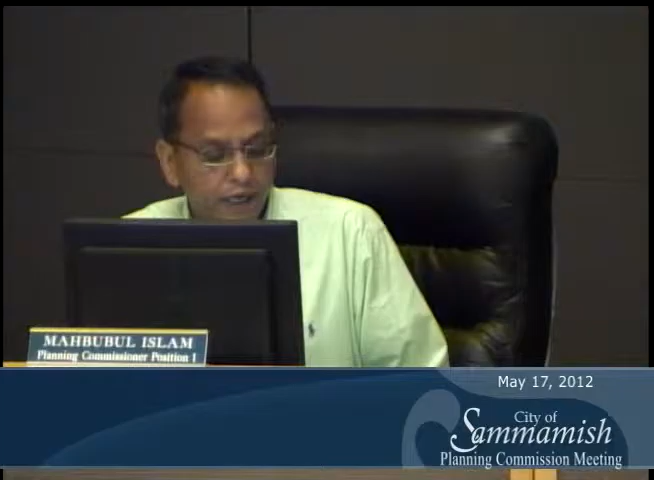 MAHBUBUL ISLAM
Planning Commissioner Position 1
May 17, 2012
City of
Sammamish
Planning Commission Meeting